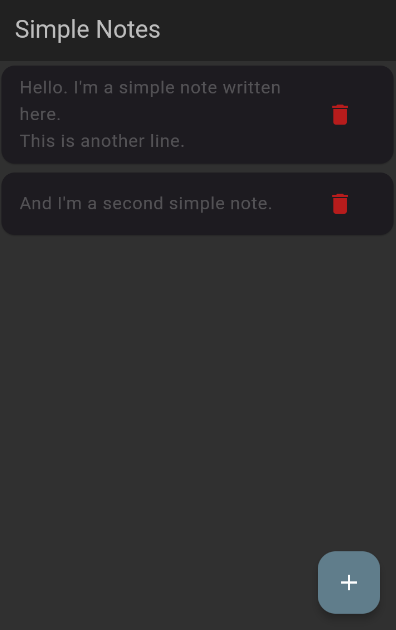 Simple Notes
Hello. I'm a simple note written
here.
This is another line.
And I'm a second simple note.